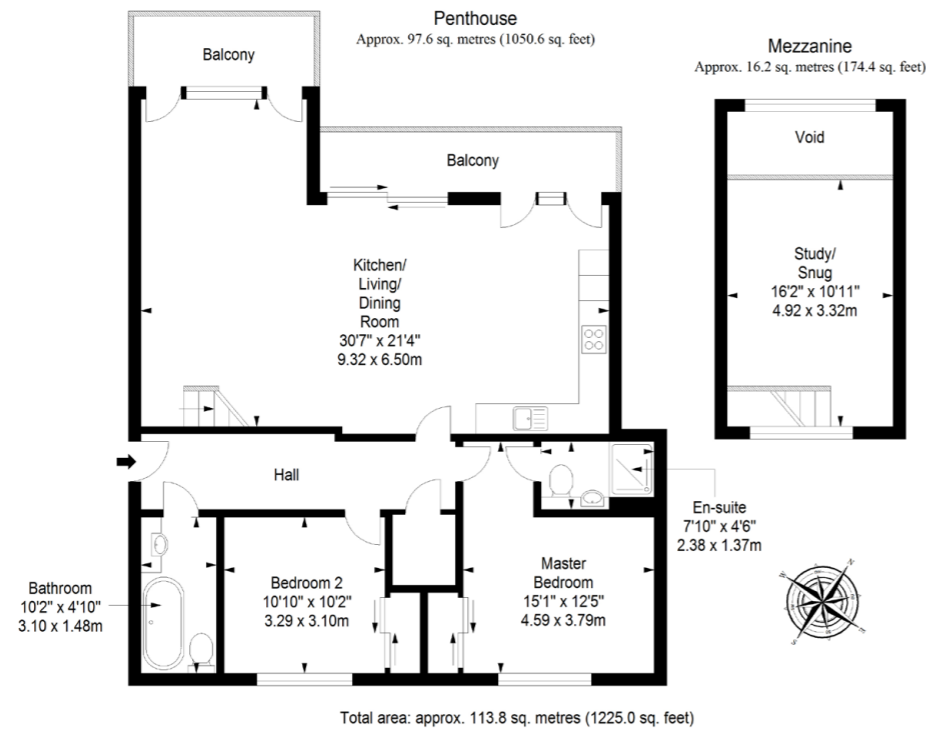 Penthouse
Approx. 97.6 sq. metres (1050.6 sq. feet)
Mezzanine
Approx. 16.2 sq. metres (174.4 sq. feet)
Balcony
Void
Balcony
Kitchen/
Living/
Dining
Room
30'7" x 21'4"
9.32 x 6.50m
Study/
Snug
16'2" x 10'11"
4.92 x 3.32m
Hall
En-suite
7'10" x 4'6"
2.38 x 1.37m
Bathroom
10'2" x 4'10"
3.10 x 1.48m
Bedroom 2
10'10" x 10'2"
3.29 x 3.10m
Master
Bedroom
15'1" x 12'5"
4.59 x 3.79m
N
W
E
S
Total area: approx. 113.8 sq. metres (1225.0 sq. feet)